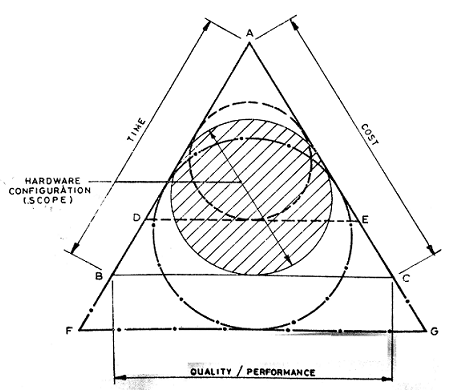 A
TIME
COST
HARDWARE
CONFIGURATION
(SCOPE)
D
E
B
C
F
G
QUALITY / PERFORMANCE